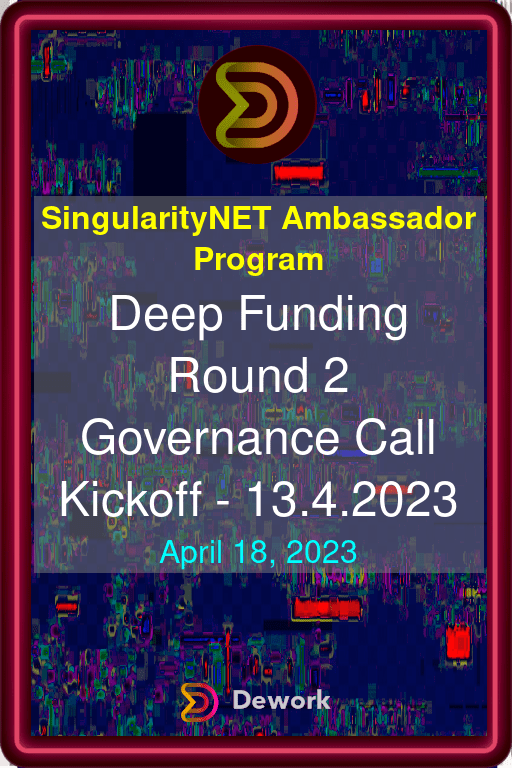 SingularityNET Ambassador
Program
Deep Funding
Round 2
Governance Call
Kickoff - 13.4.2023
April 18, 2023
Dework